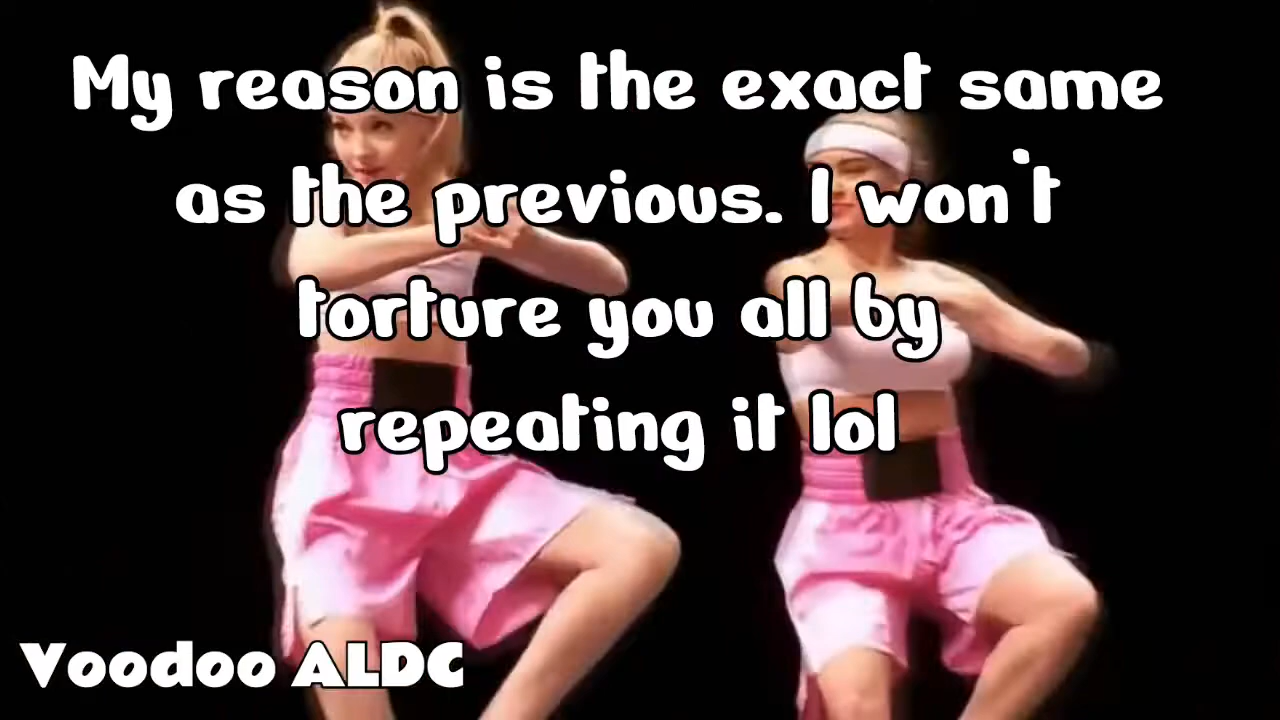 My reason is the exact same
as the previous. I won't
torture you all by
repeating it lol
Voodoo ALDC